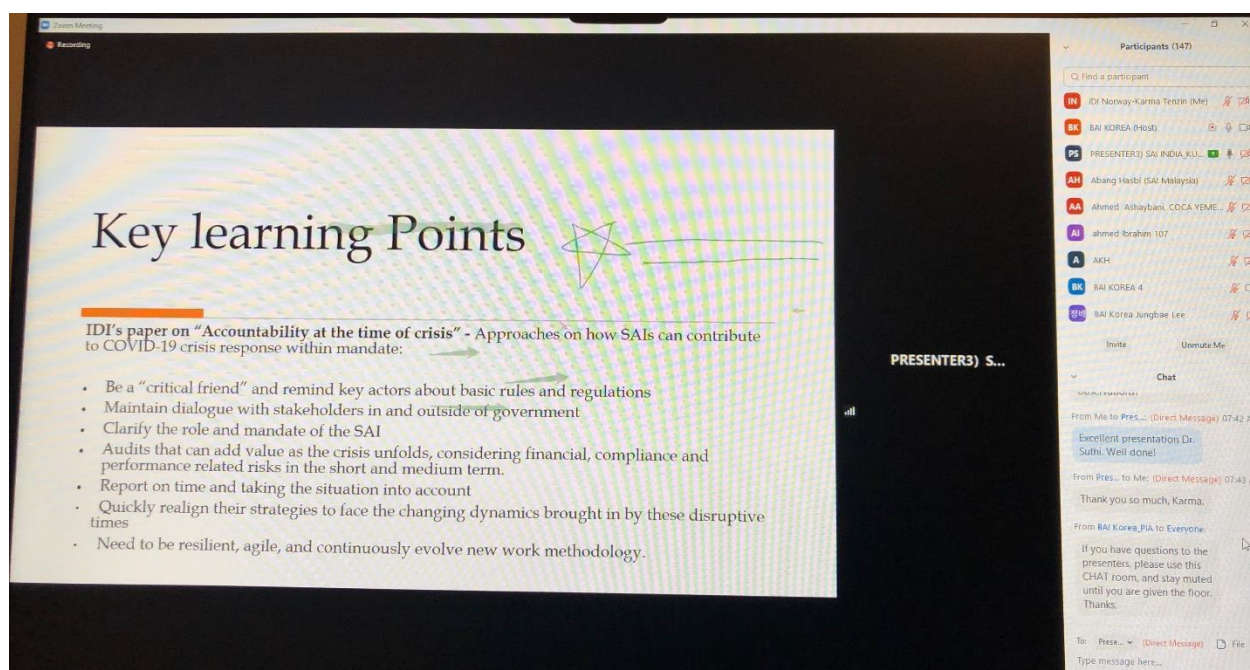 Zoom Meeting
Recording
Key learning Points
IDI's paper on "Accountability at the time of crisis" - Approaches on how SAIs can contribute
to COVID-19 crisis response within mandate:
• Be a "critical friend" and remind key actors about basic rules and regulations
• Maintain dialogue with stakeholders in and outside of government
• Clarify the role and mandate of the SAI
• Audits that can add value as the crisis unfolds, considering financial, compliance and
performance related risks in the short and medium term.
• Report on time and taking the situation into account
• Quickly realign their strategies to face the changing dynamics brought in by these disruptive
times
• Need to be resilient, agile, and continuously evolve new work methodology.
PRESENTER3) S...
Participants (147)
Find a participant
IN IDI Norway-Karma Tenzin (Me)
BK BAI KOREA (Host)
PS PRESENTER3) SAI INDIA_KU...
AH Abang Hasbi (SAI Malaysia)
AA Ahmed Ashaybani, COCA YEME...
AI ahmed Ibrahim 107
A AKH
BK BAI KOREA 4
BAI Korea Jungbae Lee
Invite Unmute Me
Chat
From Me to Pres...: (Direct Message) 07:42
Excellent presentation Dr.
Suthi. Well done!
From Pres... to Me: (Direct Message) 07:43
Thank you so much, Karma.
From BAI Korea_PIA to Everyone:
If you have questions to the
presenters, please use this
CHAT room, and stay muted
until you are given the floor.
Thanks.
To: Prese... (Direct Message) File
Type message here...